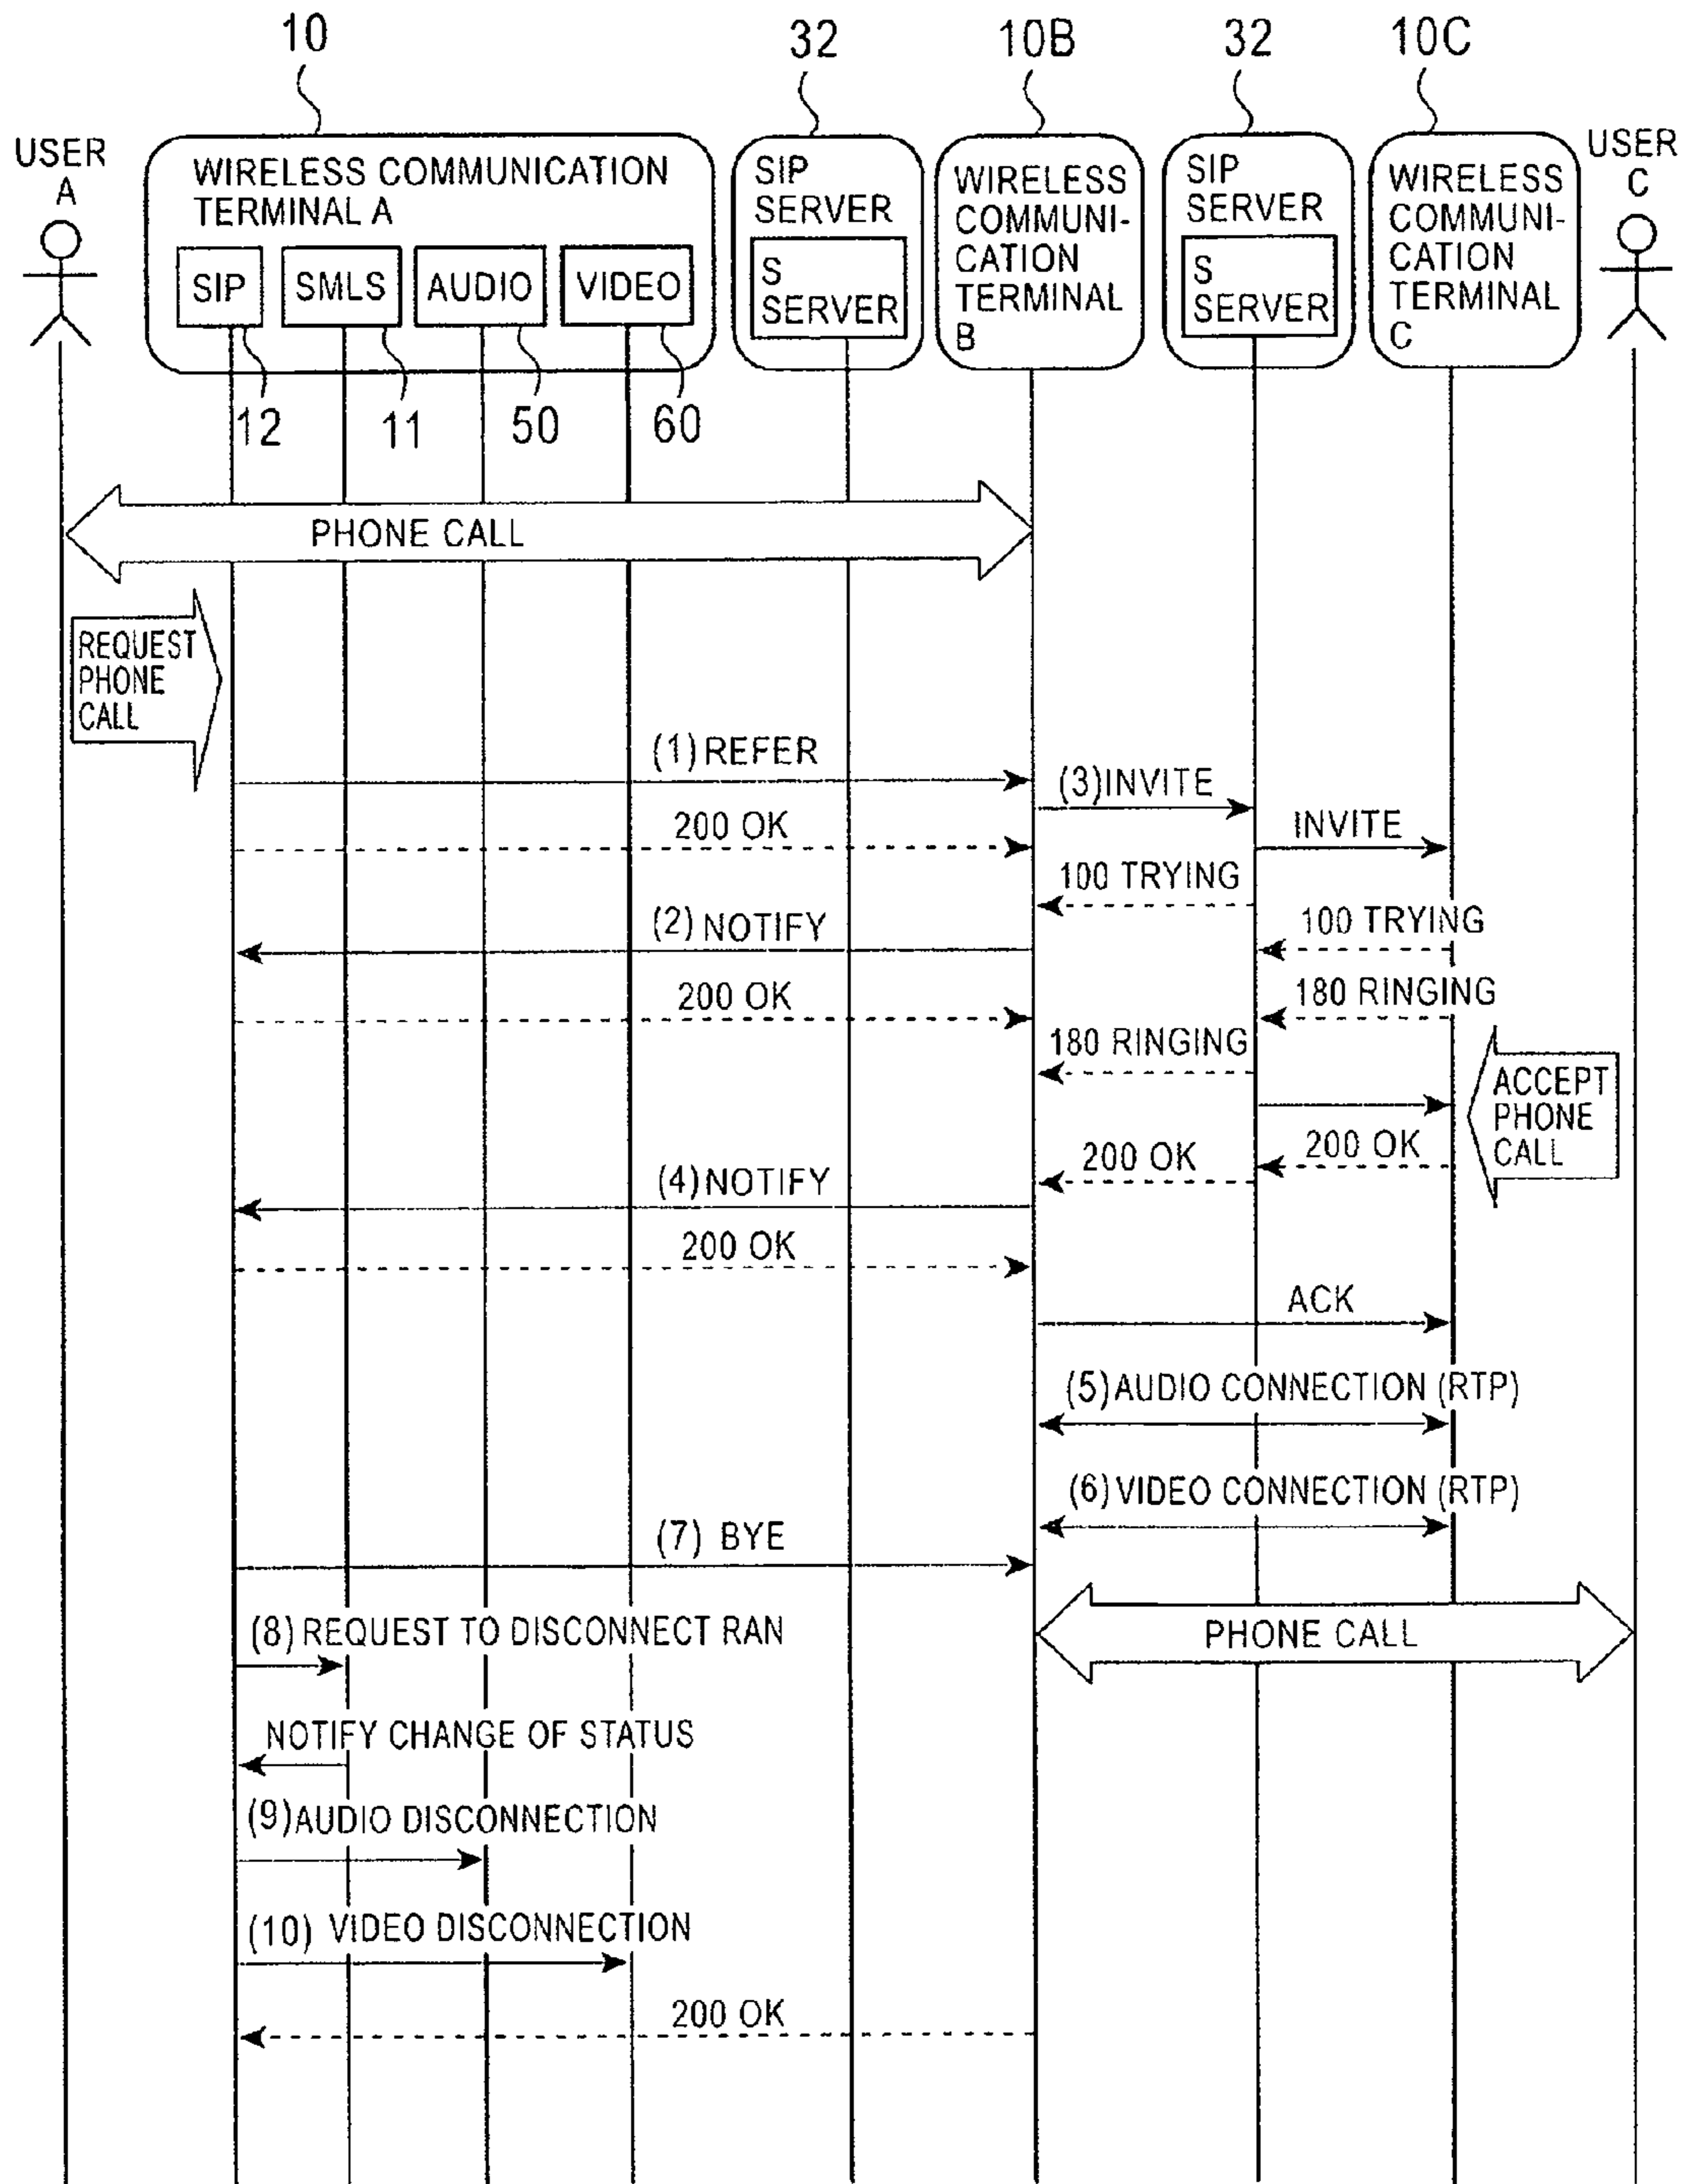 10
32
10B
32
10C
USER
A
WIRELESS COMMUNICATION
TERMINAL A
SIP
SMLS
AUDIO
VIDEO
SIP
SERVER
S
SERVER
WIRELESS
COMMUNI-
CATION
TERMINAL
B
SIP
SERVER
S
SERVER
WIRELESS
COMMUNI-
CATION
TERMINAL
C
USER
C
12
11
50
60
PHONE CALL
REQUEST
PHONE
CALL
(1) REFER
(3) INVITE
200 OK
INVITE
100 TRYING
(2) NOTIFY
100 TRYING
200 OK
180 RINGING
180 RINGING
ACCEPT
PHONE
CALL
200 OK
200 OK
(4) NOTIFY
200 OK
ACK
(5) AUDIO CONNECTION (RTP)
(6) VIDEO CONNECTION (RTP)
(7) BYE
(8) REQUEST TO DISCONNECT RAN
PHONE CALL
NOTIFY CHANGE OF STATUS
(9) AUDIO DISCONNECTION
(10) VIDEO DISCONNECTION
200 OK